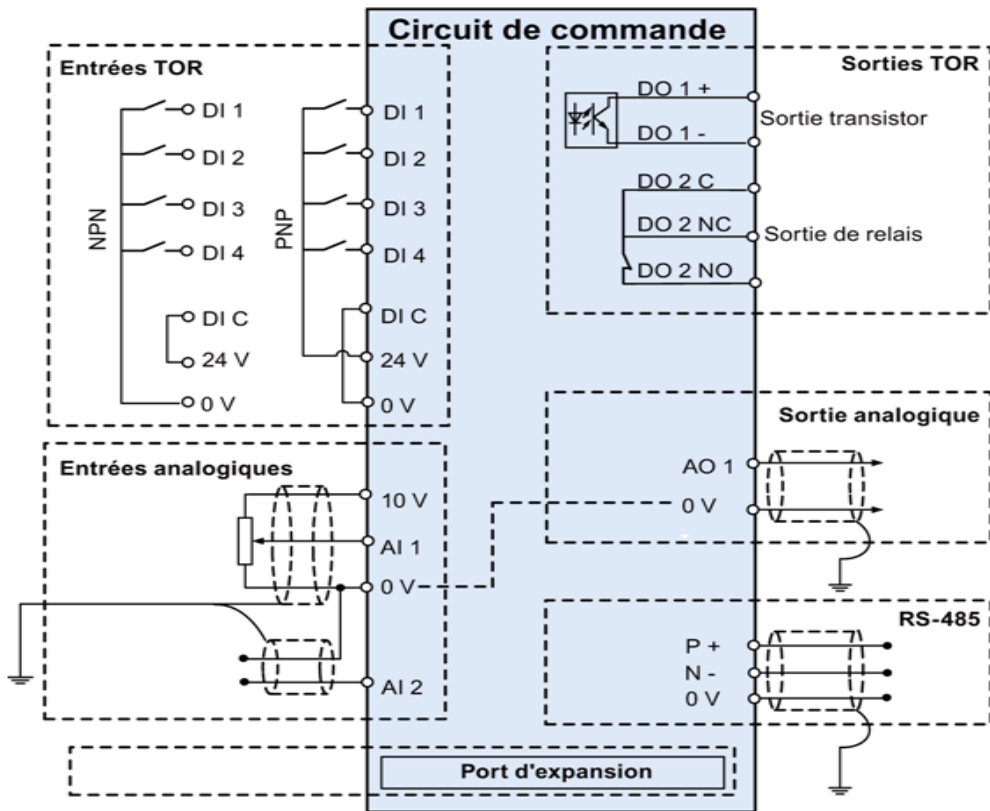 Circuit de commande
Entrées TOR
NPN
DI 1
DI 2
DI 3
DI 4
DI C
24 V
0 V
PNP
DI 1
DI 2
DI 3
DI 4
DI C
24 V
0 V
Sorties TOR
DO 1 +
DO 1 -
Sortie transistor
DO 2 C
DO 2 NC
DO 2 NO
Sortie de relais
Entrées analogiques
10 V
AI 1
0 V
AI 2
Sortie analogique
AO 1
0 V
RS-485
P +
N -
0 V
Port d'expansion